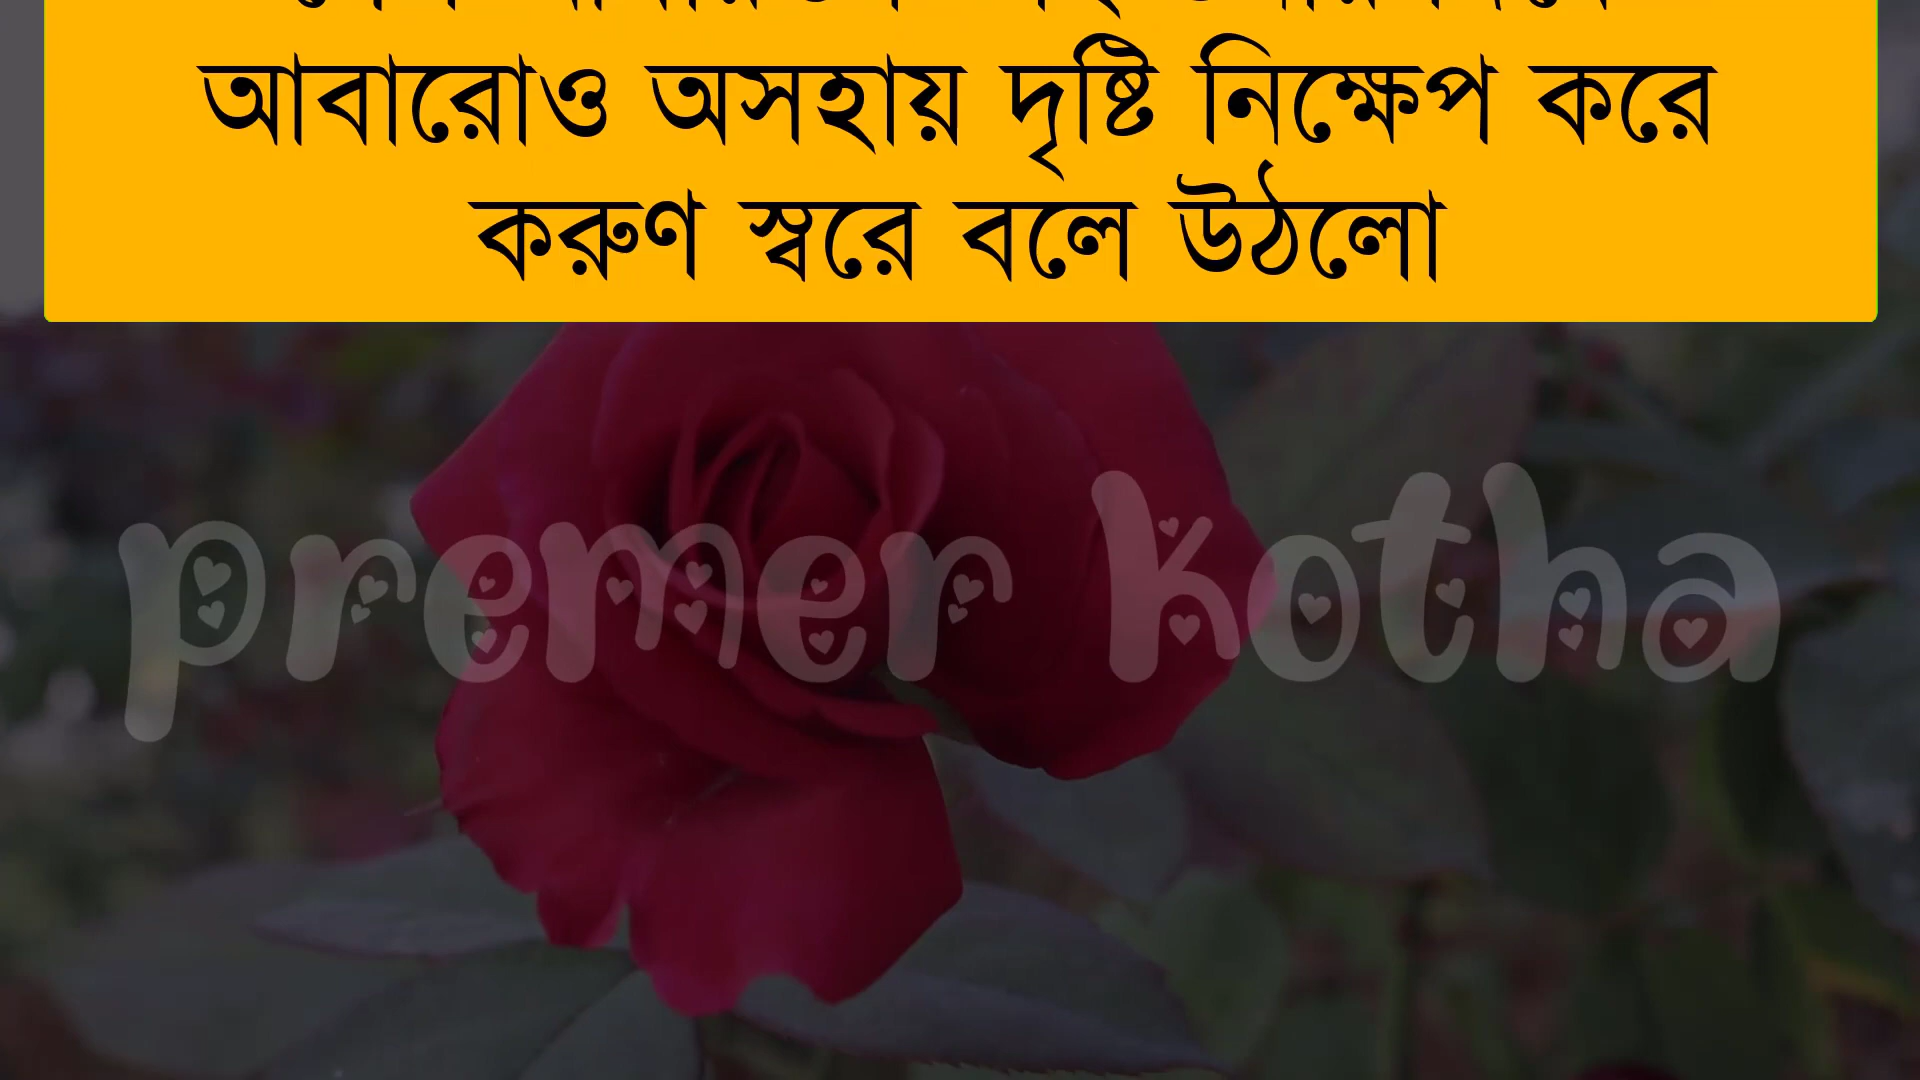 আবারোও অসহায় দৃষ্টি নিক্ষেপ করে
করুণ স্বরে বলে উঠলো
premer kotha